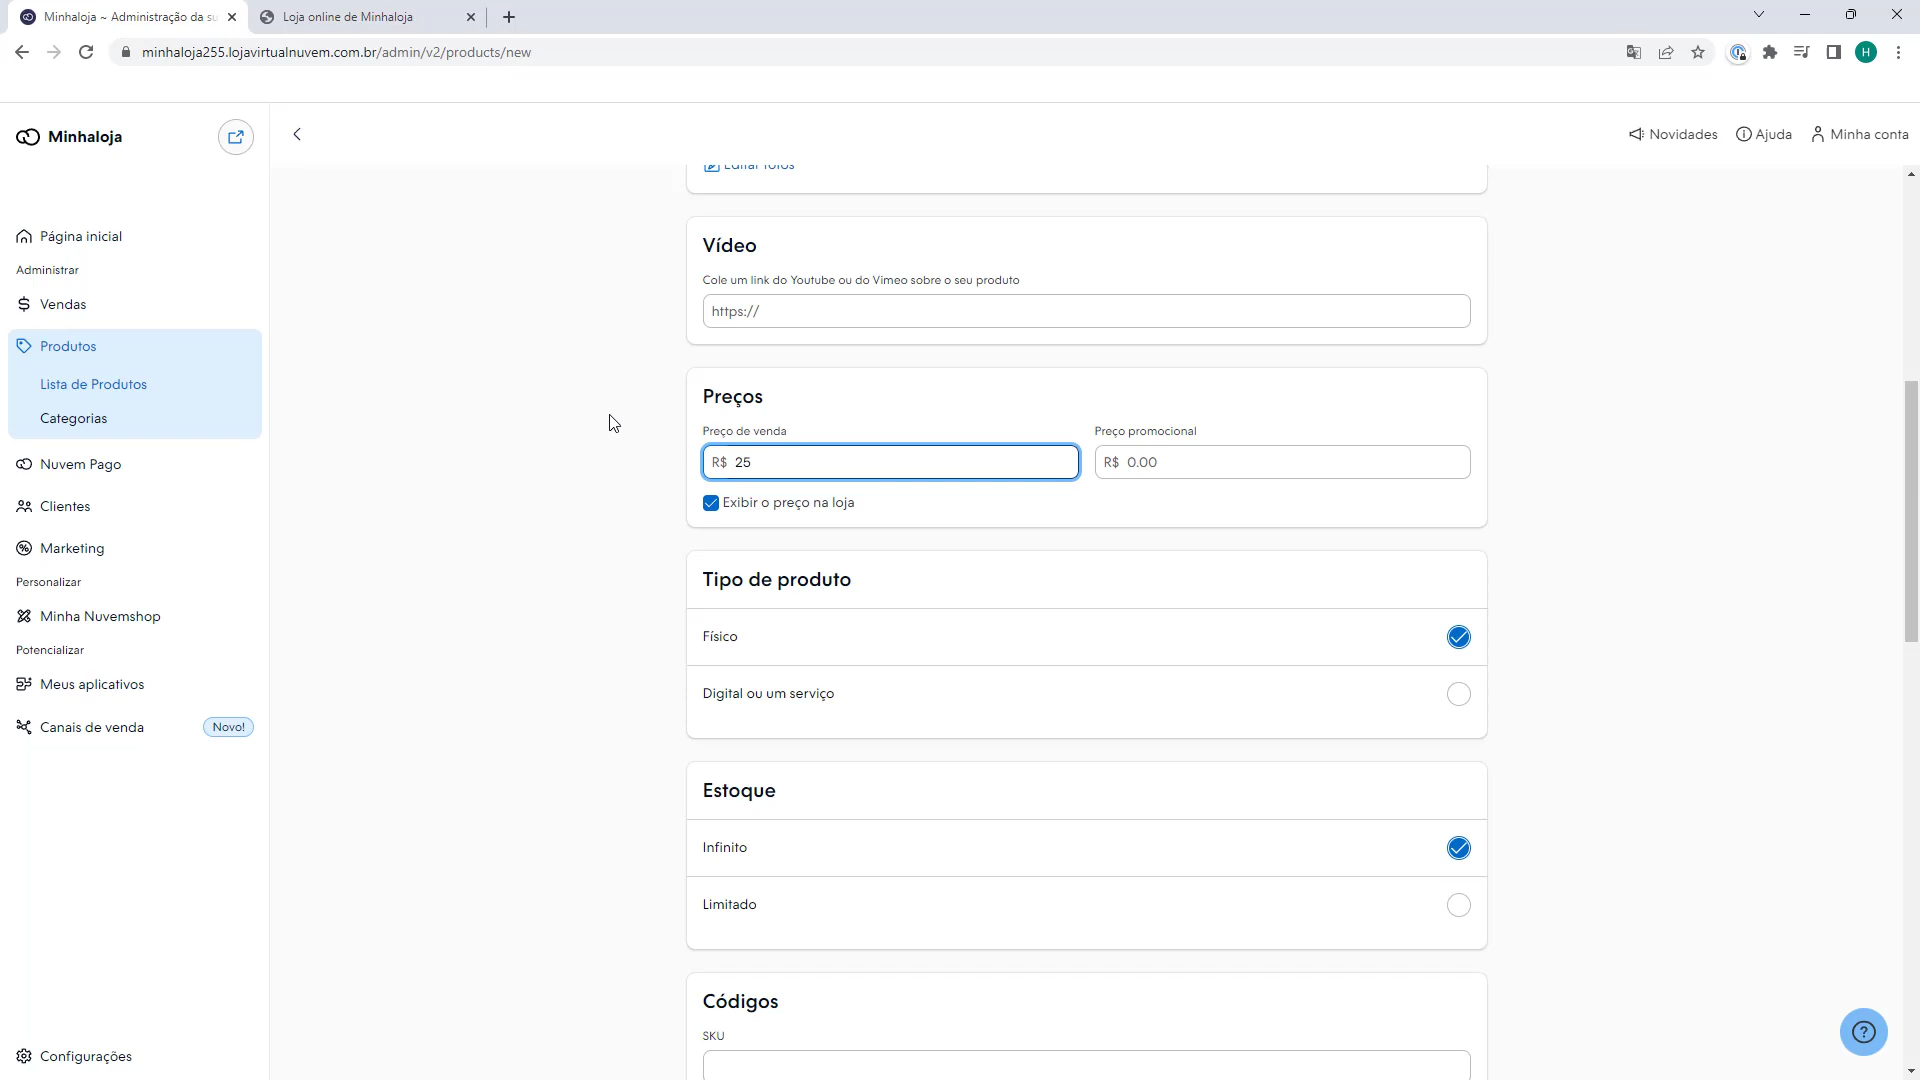 Minhaloja ~ Administração da su
Loja online de Minhaloja
minhaloja255.lojavirtualnuvem.com.br/admin/v2/products/new
H
Minhaloja
Novidades
Ajuda
Minha conta
Editar fotos
Página inicial
Administrar
Vendas
Produtos
Lista de Produtos
Categorias
Nuvem Pago
Clientes
Marketing
Personalizar
Minha Nuvemshop
Potencializar
Meus aplicativos
Canais de venda
Novo!
Configurações
Vídeo
Cole um link do Youtube ou do Vimeo sobre o seu produto
https://
Preços
Preço de venda
Preço promocional
R$ 25
R$ 0.00
Exibir o preço na loja
Tipo de produto
Físico
Digital ou um serviço
Estoque
Infinito
Limitado
Códigos
SKU